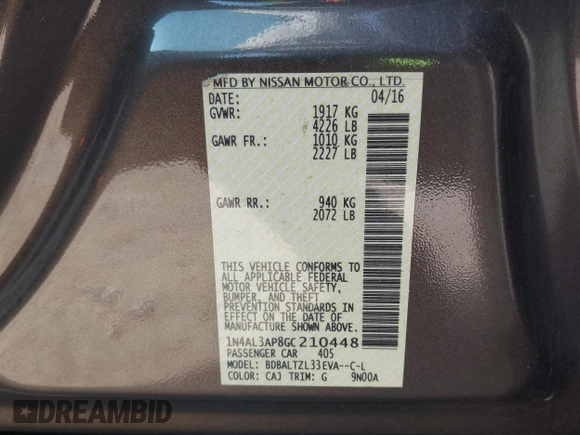 MFD BY NISSAN MOTOR CO., LTD.
DATE: 04/16
GVWR: 1917 KG
4226 LB
GAWR FR.: 1010 KG
2227 LB
GAWR RR.: 940 KG
2072 LB
THIS VEHICLE CONFORMS TO
ALL APPLICABLE FEDERAL
MOTOR VEHICLE SAFETY,
BUMPER, AND THEFT
PREVENTION STANDARDS IN
EFFECT ON THE DATE OF
MANUFACTURE SHOWN ABOVE.
1N4AL3AP8GC210448
PASSENGER CAR 405
MODEL: BDBALTZL33EVA--C-L
COLOR: CAJ TRIM: G 9N00A
DREAMBID